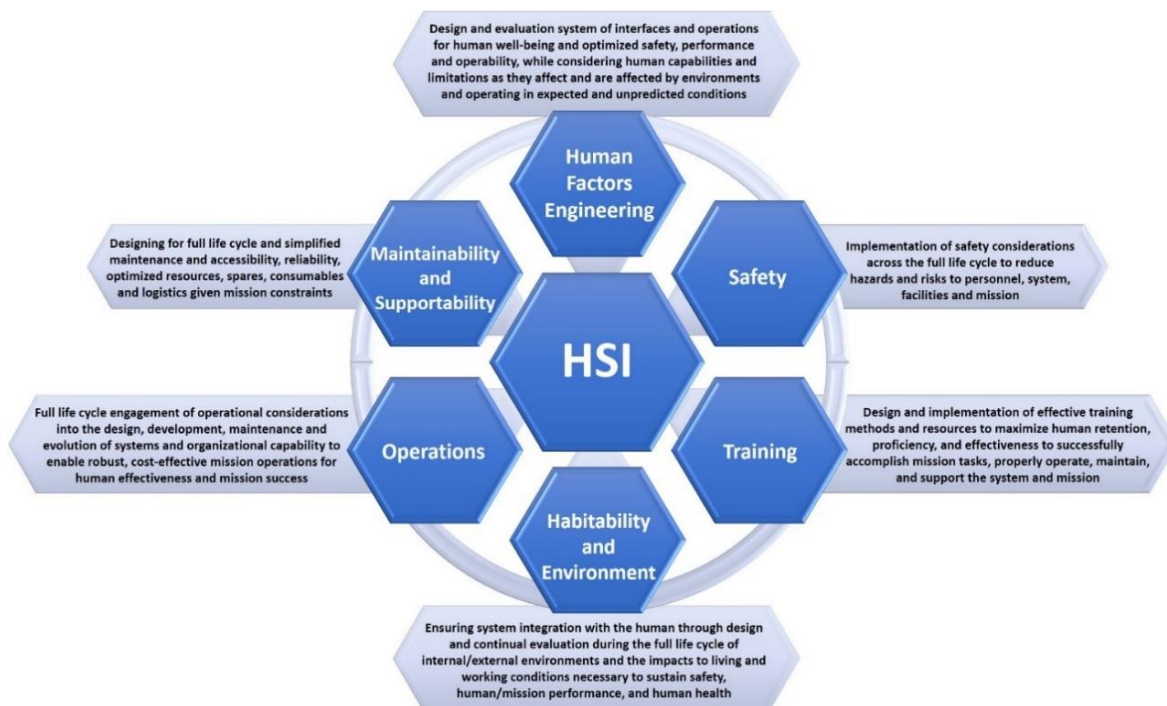 Design and evaluation system of interfaces and operations
for human well-being and optimized safety, performance
and operability, while considering human capabilities and
limitations as they affect and are affected by environments
and operating in expected and unpredicted conditions
Human
Factors
Engineering
Designing for full life cycle and simplified
maintenance and accessibility, reliability,
optimized resources, spares, consumables
and logistics given mission constraints
Maintainability
and
Supportability
Safety
Implementation of safety considerations
across the full life cycle to reduce
hazards and risks to personnel, system,
facilities and mission
HSI
Full life cycle engagement of operational considerations
into the design, development, maintenance and
evolution of systems and organizational capability to
enable robust, cost-effective mission operations for
human effectiveness and mission success
Operations
Training
Design and implementation of effective training
methods and resources to maximize human retention,
proficiency, and effectiveness to successfully
accomplish mission tasks, properly operate, maintain,
and support the system and mission
Habitability
and
Environment
Ensuring system integration with the human through design
and continual evaluation during the full life cycle of
internal/external environments and the impacts to living and
working conditions necessary to sustain safety,
human/mission performance, and human health